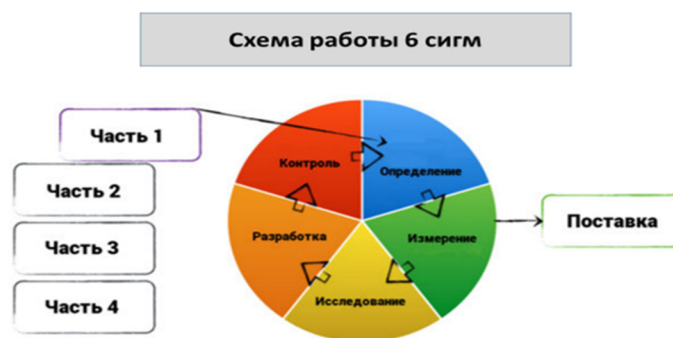 Схема работы 6 сигм
Часть 1
Часть 2
Часть 3
Часть 4
Контроль
Определение
Разработка
Измерение
Исследование
Поставка